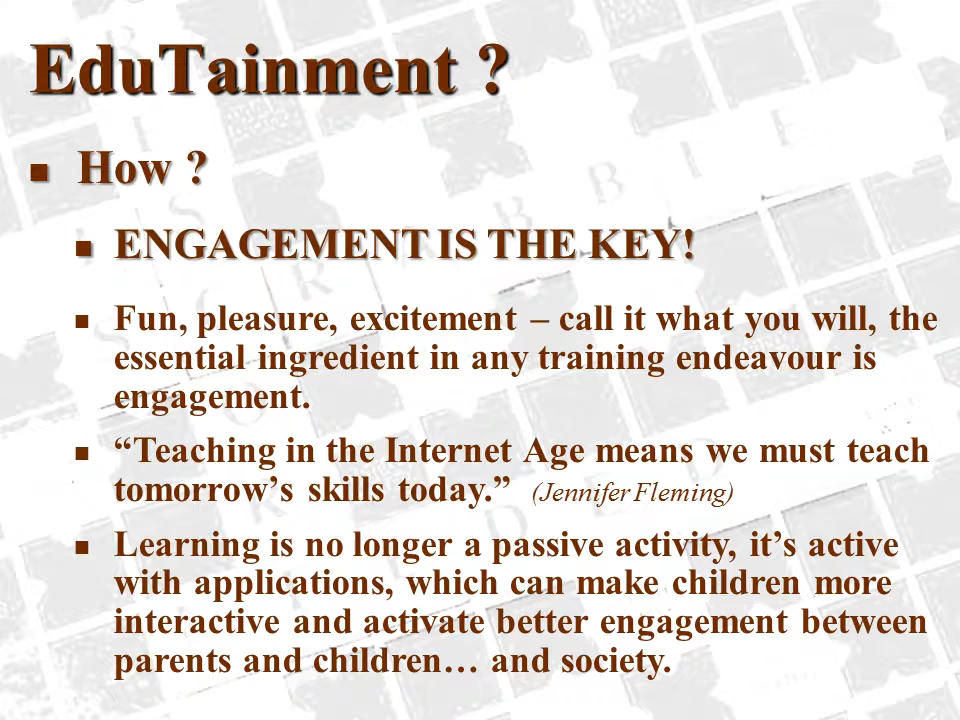 EduTainment ?
How ?
ENGAGEMENT IS THE KEY!
Fun, pleasure, excitement – call it what you will, the
essential ingredient in any training endeavour is
engagement.
“Teaching in the Internet Age means we must teach
tomorrow’s skills today.” (Jennifer Fleming)
Learning is no longer a passive activity, it’s active
with applications, which can make children more
interactive and activate better engagement between
parents and children… and society.